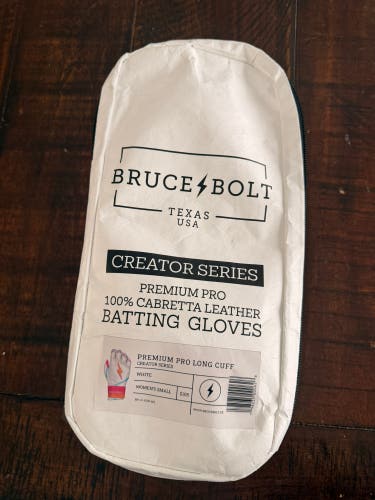 BRUCE BOLT
TEXAS
USA
CREATOR SERIES
PREMIUM PRO
100% CABRETTA LEATHER
BATTING GLOVES
PREMIUM PRO LONG CUFF
CREATOR SERIES
WHITE
WOMEN'S SMALL